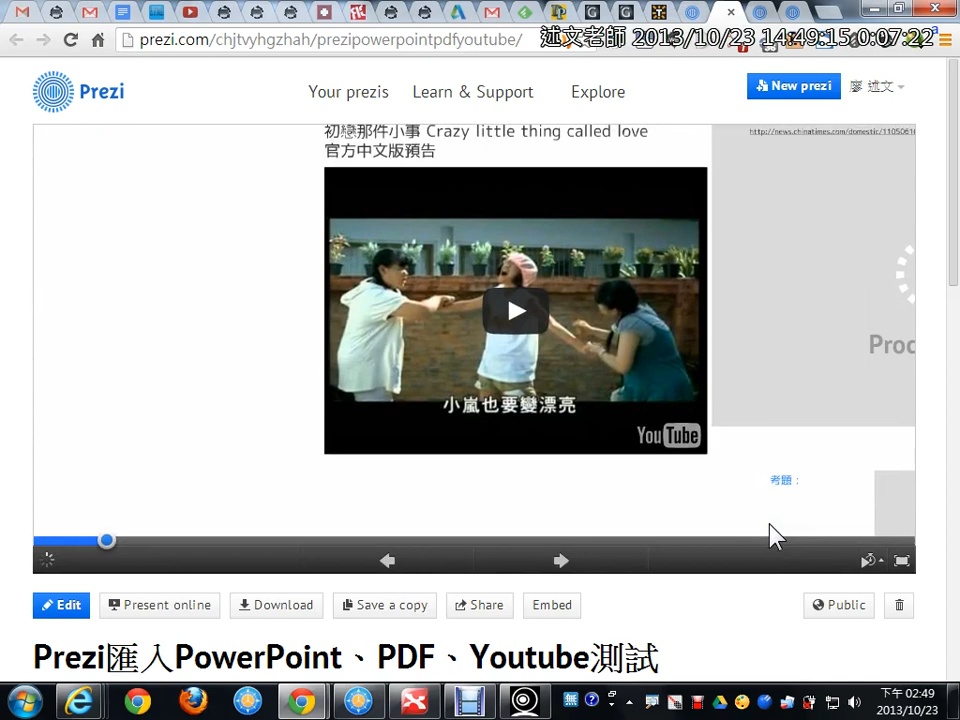 prezi.com/chjtvyhgzhah/prezipowerpointpdfyoutube/
述文老師 2013/10/23 14:49:15 0:07:22
Prezi
Your prezis
Learn & Support
Explore
New prezi
廖 述文
初戀那件小事 Crazy little thing called love
官方中文版預告
小嵐也要變漂亮
YouTube
Proc
考題：
Edit
Present online
Download
Save a copy
Share
Embed
Public
Prezi匯入PowerPoint、PDF、Youtube測試
下午 02:49
2013/10/23